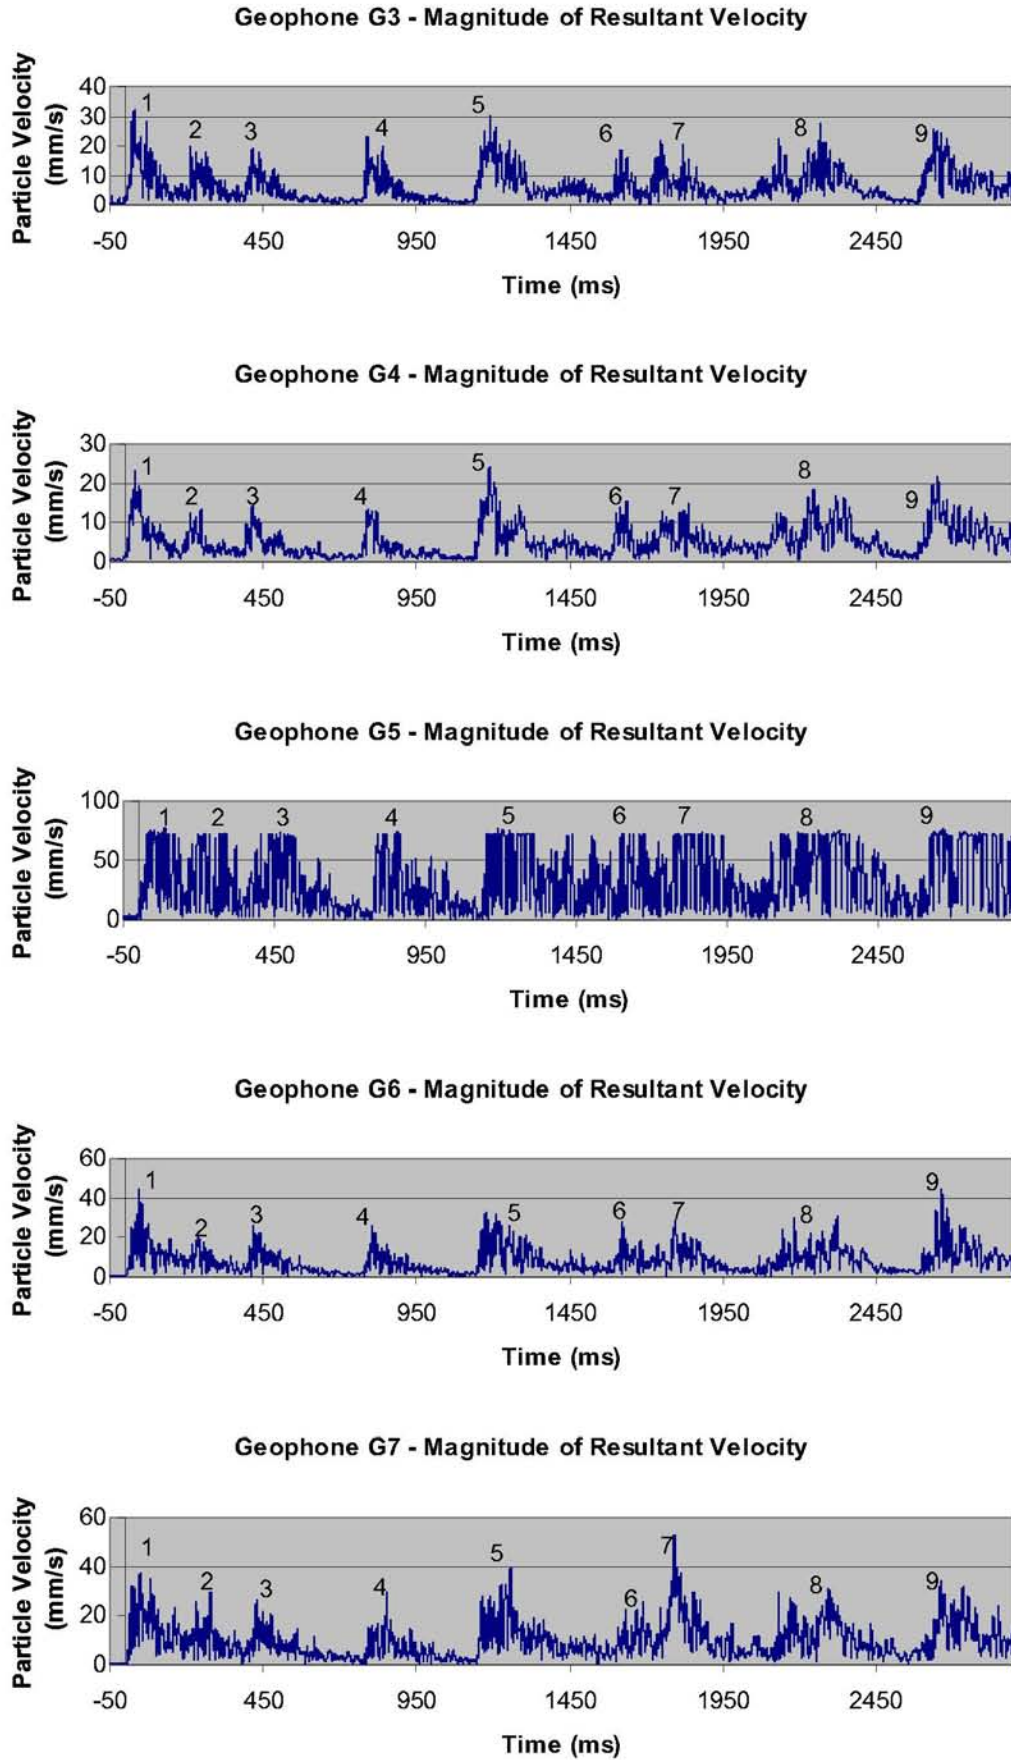 Geophone G3 - Magnitude of Resultant Velocity
Particle Velocity
(mm/s)
40
30
20
10
0
1
2
3
4
5
6
7
8
9
-50 450 950 1450 1950 2450
Time (ms)
Geophone G4 - Magnitude of Resultant Velocity
Particle Velocity
(mm/s)
30
20
10
0
1
2
3
4
5
6
7
8
9
-50 450 950 1450 1950 2450
Time (ms)
Geophone G5 - Magnitude of Resultant Velocity
Particle Velocity
(mm/s)
100
50
0
1 2 3 4 5 6 7 8 9
-50 450 950 1450 1950 2450
Time (ms)
Geophone G6 - Magnitude of Resultant Velocity
Particle Velocity
(mm/s)
60
40
20
0
1
2
3
4
5
6
7
8
9
-50 450 950 1450 1950 2450
Time (ms)
Geophone G7 - Magnitude of Resultant Velocity
Particle Velocity
(mm/s)
60
40
20
0
1
2
3
4
5
6
7
8
9
-50 450 950 1450 1950 2450
Time (ms)